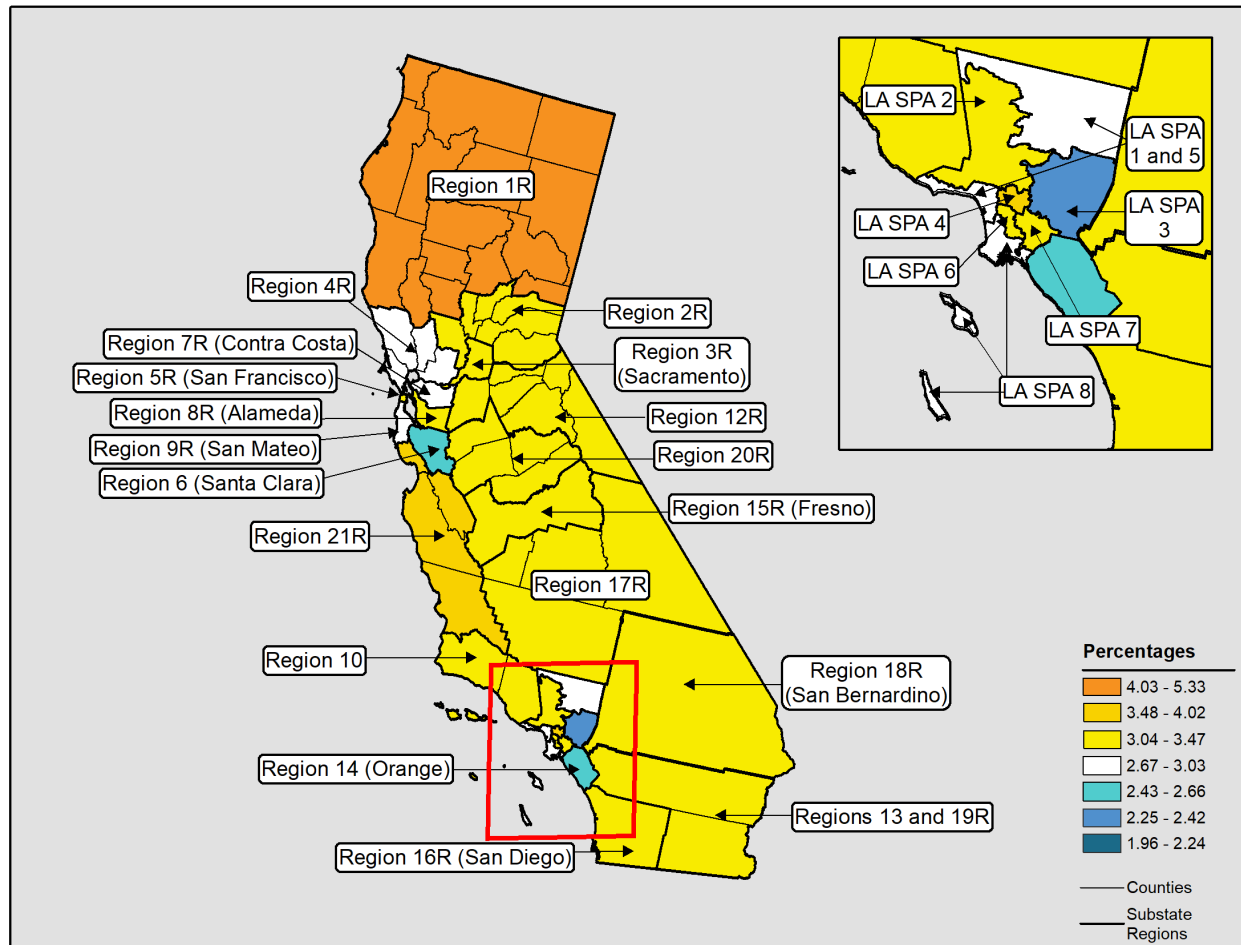 LA SPA 2
LA SPA
1 and 5
LA SPA
3
LA SPA 4
LA SPA 6
LA SPA 7
LA SPA 8
Region 1R
Region 4R
Region 2R
Region 7R (Contra Costa)
Region 3R
(Sacramento)
Region 5R (San Francisco)
Region 8R (Alameda)
Region 12R
Region 9R (San Mateo)
Region 20R
Region 6 (Santa Clara)
Region 15R (Fresno)
Region 21R
Region 17R
Region 10
Region 18R
(San Bernardino)
Region 14 (Orange)
Regions 13 and 19R
Region 16R (San Diego)
Percentages
4.03 - 5.33
3.48 - 4.02
3.04 - 3.47
2.67 - 3.03
2.43 - 2.66
2.25 - 2.42
1.96 - 2.24
Counties
Substate
Regions